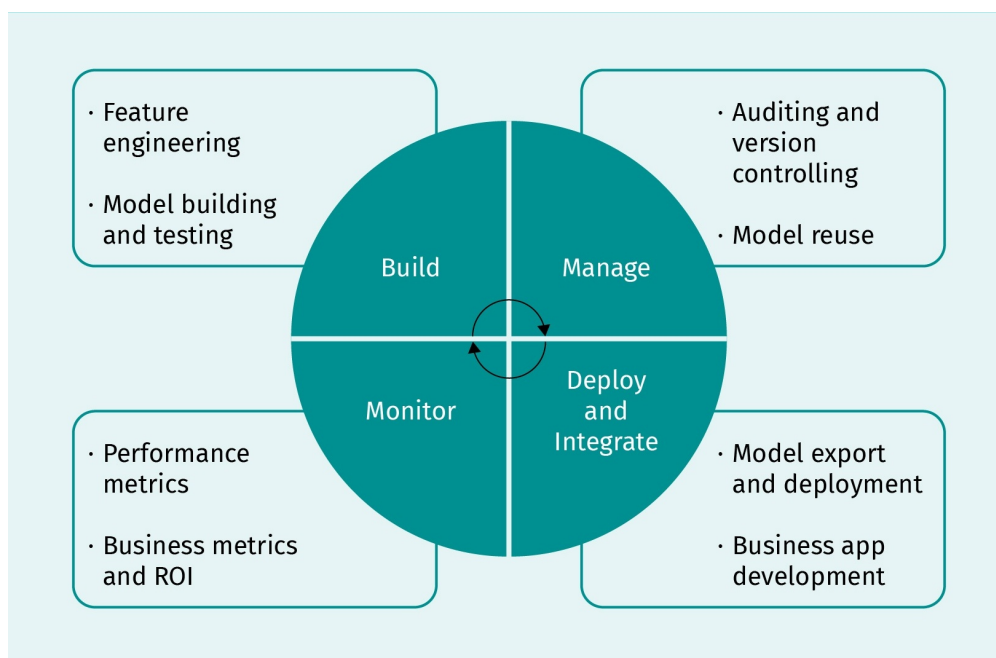 · Feature
engineering
· Model building
and testing
· Auditing and
version
controlling
· Model reuse
Build
Manage
Monitor
Deploy
and
Integrate
· Performance
metrics
· Business metrics
and ROI
· Model export
and deployment
· Business app
development